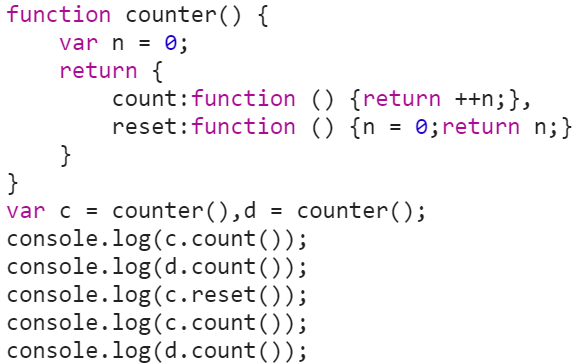 function counter() {
    var n = 0;
    return {
        count:function () {return ++n;},
        reset:function () {n = 0;return n;}
    }
}
var c = counter(),d = counter();
console.log(c.count());
console.log(d.count());
console.log(c.reset());
console.log(c.count());
console.log(d.count());